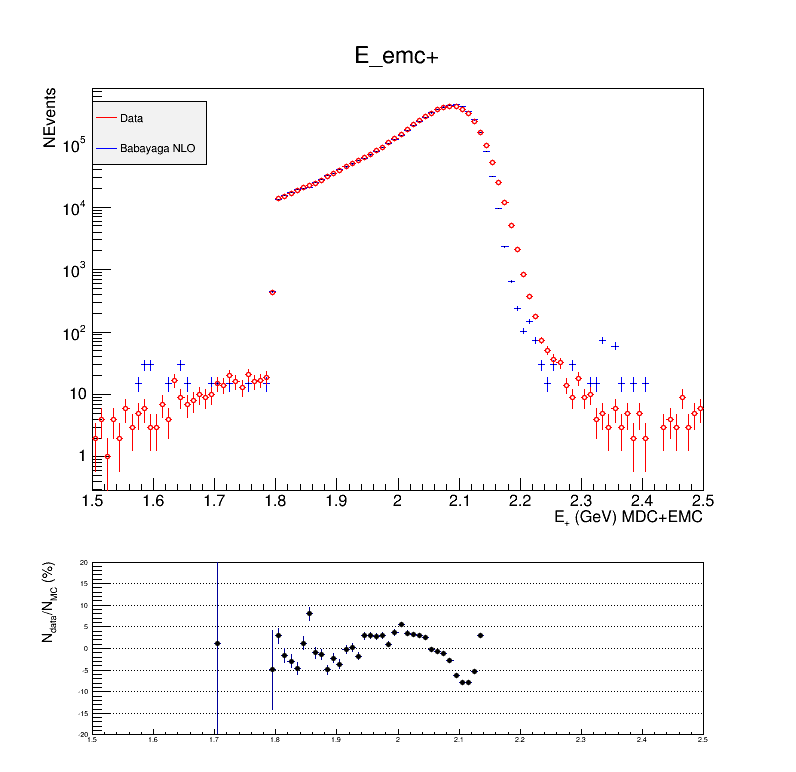 E_emc+
NEvents
Data
Babayaga NLO
10^5
10^4
10^3
10^2
10
1
1.5 1.6 1.7 1.8 1.9 2 2.1 2.2 2.3 2.4 2.5
E_+ (GeV) MDC+EMC
N_data/N_MC (%)
20
15
10
5
0
-5
-10
-15
-20
1.5 1.6 1.7 1.8 1.9 2 2.1 2.2 2.3 2.4 2.5